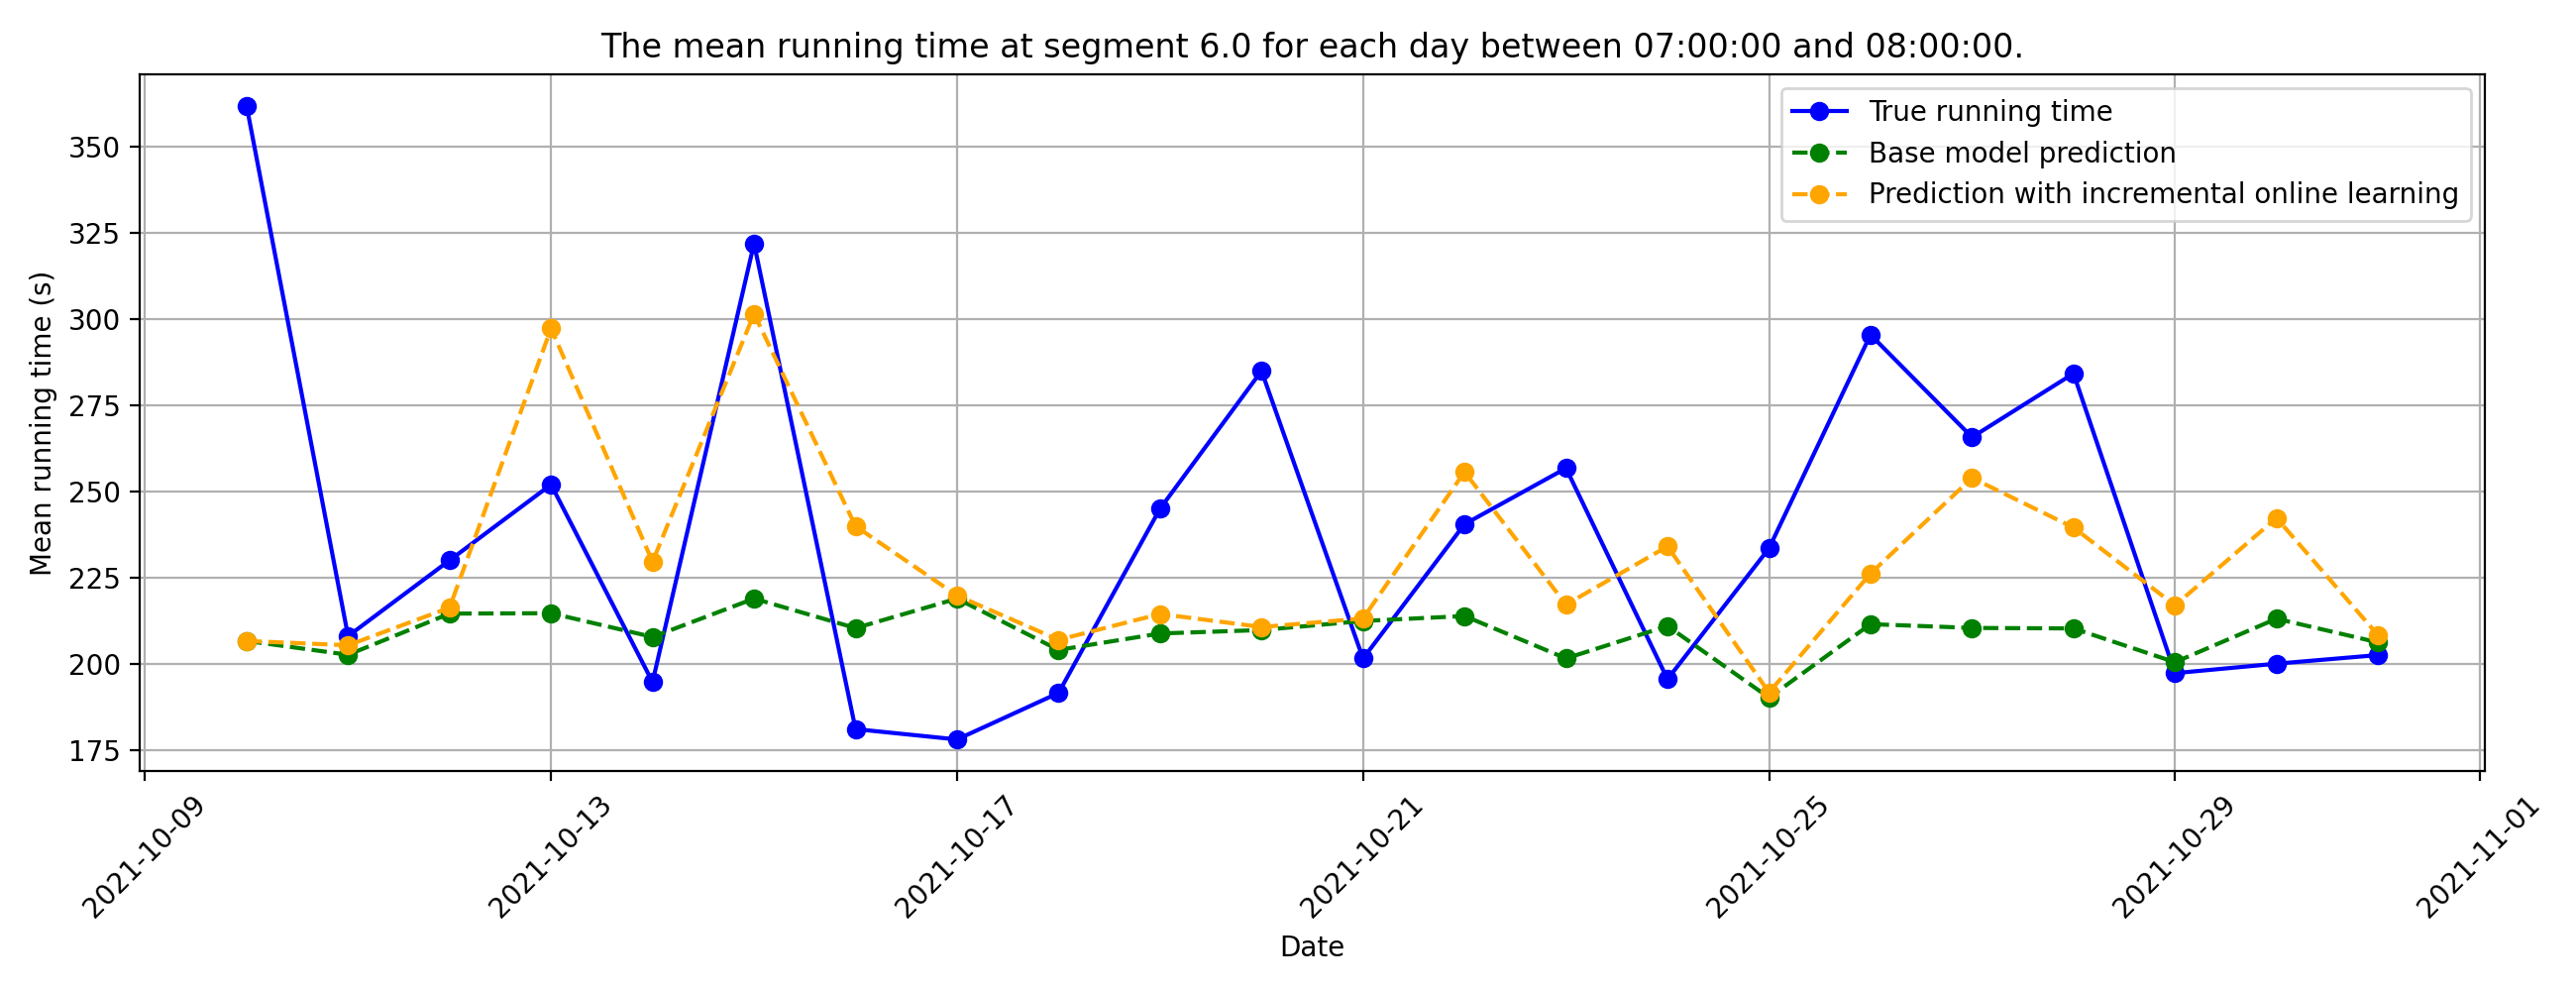 The mean running time at segment 6.0 for each day between 07:00:00 and 08:00:00.
True running time
Base model prediction
Prediction with incremental online learning
Mean running time (s)
350
325
300
275
250
225
200
175
2021-10-09
2021-10-13
2021-10-17
2021-10-21
2021-10-25
2021-10-29
2021-11-01
Date